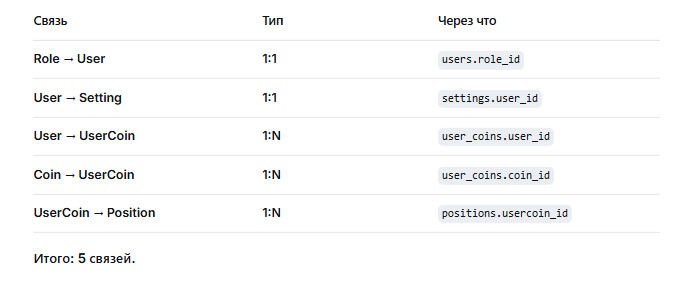 Связь Тип Через что
Role → User 1:1 users.role_id
User → Setting 1:1 settings.user_id
User → UserCoin 1:N user_coins.user_id
Coin → UserCoin 1:N user_coins.coin_id
UserCoin → Position 1:N positions.usercoin_id
Итого: 5 связей.